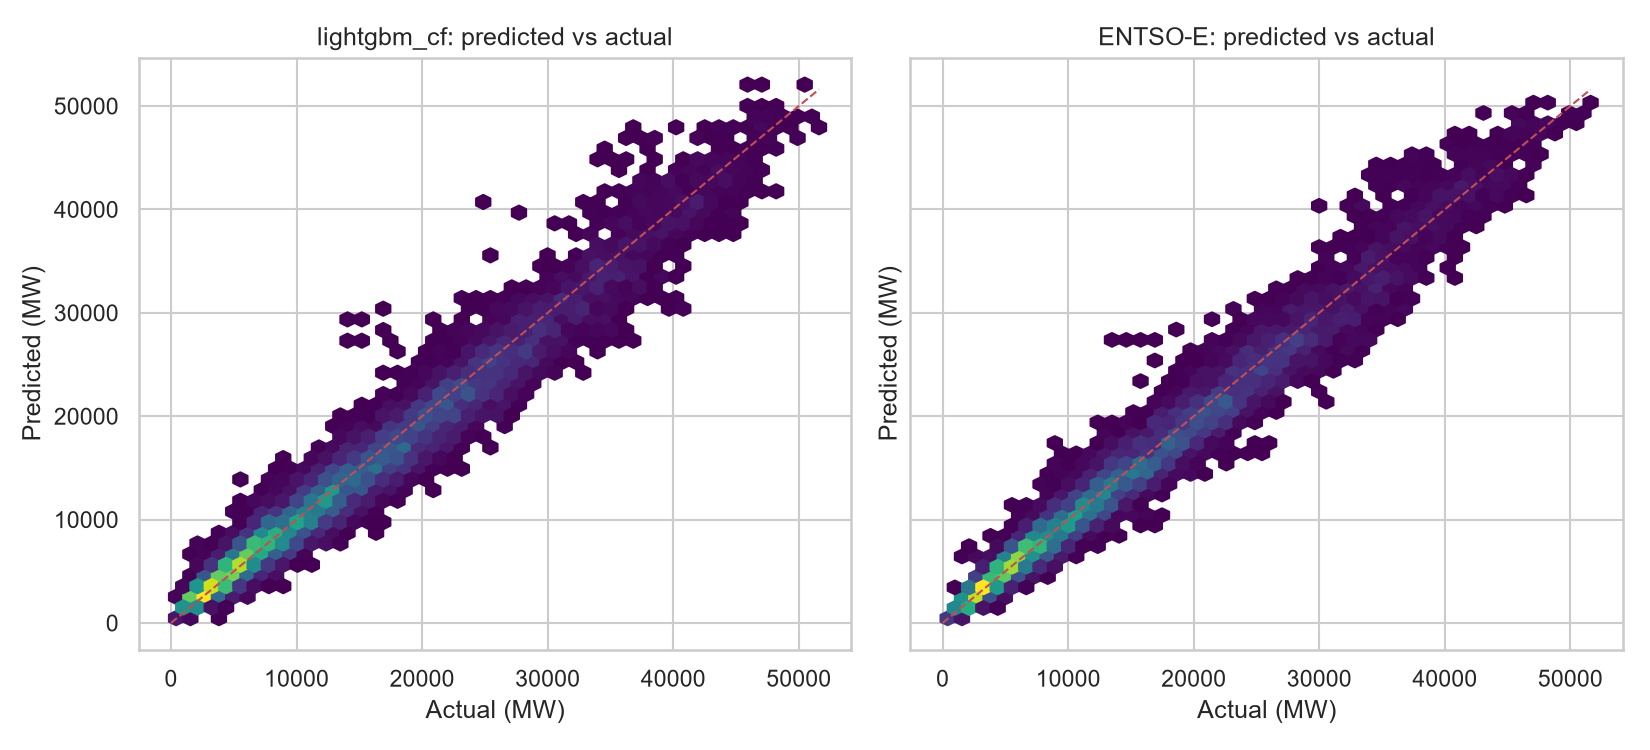 lightgbm_cf: predicted vs actual
ENTSO-E: predicted vs actual
Predicted (MW)
50000
40000
30000
20000
10000
0
0 10000 20000 30000 40000 50000
Actual (MW)
Predicted (MW)
0 10000 20000 30000 40000 50000
Actual (MW)